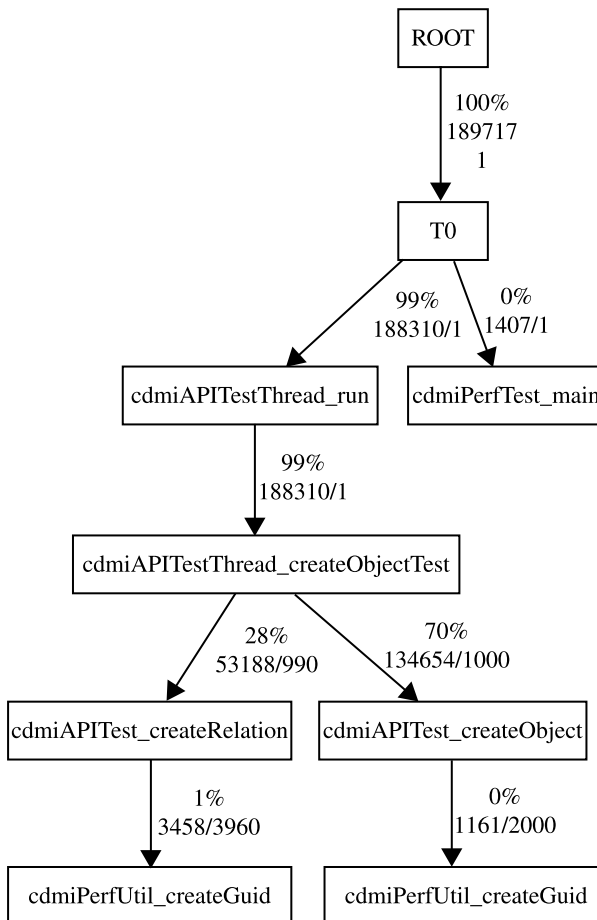 ROOT
100%
189717
1
T0
99%
188310/1
0%
1407/1
cdmiAPITestThread_run
cdmiPerfTest_main
99%
188310/1
cdmiAPITestThread_createObjectTest
28%
53188/990
70%
134654/1000
cdmiAPITest_createRelation
cdmiAPITest_createObject
1%
3458/3960
0%
1161/2000
cdmiPerfUtil_createGuid
cdmiPerfUtil_createGuid